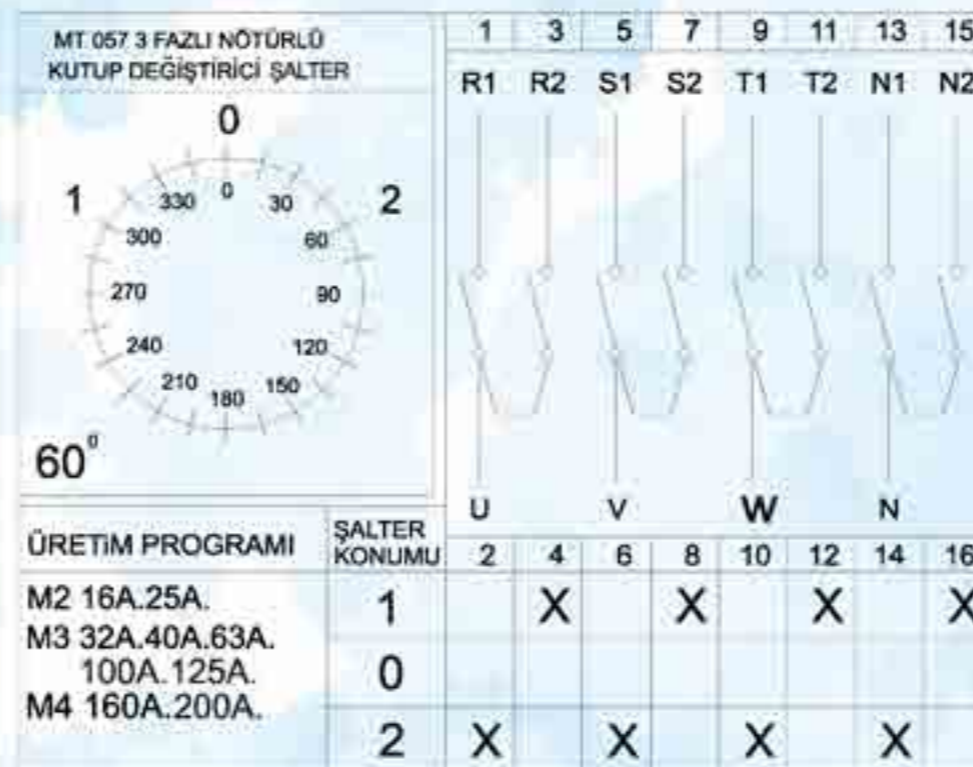 MT 057 3 FAZLI NÖTÜRLÜ
KUTUP DEĞİŞTİRİCİ ŞALTER
0
1
2
0
30
60
90
120
150
180
210
240
270
300
330
60⁰
1 3 5 7 9 11 13 15
R1 R2 S1 S2 T1 T2 N1 N2
U V W N
2 4 6 8 10 12 14 16
ÜRETiM PROGRAMI
ŞALTER
KONUMU
M2 16A.25A.
M3 32A.40A.63A.
100A.125A.
M4 160A.200A.
1 X X X X
0
2 X X X X